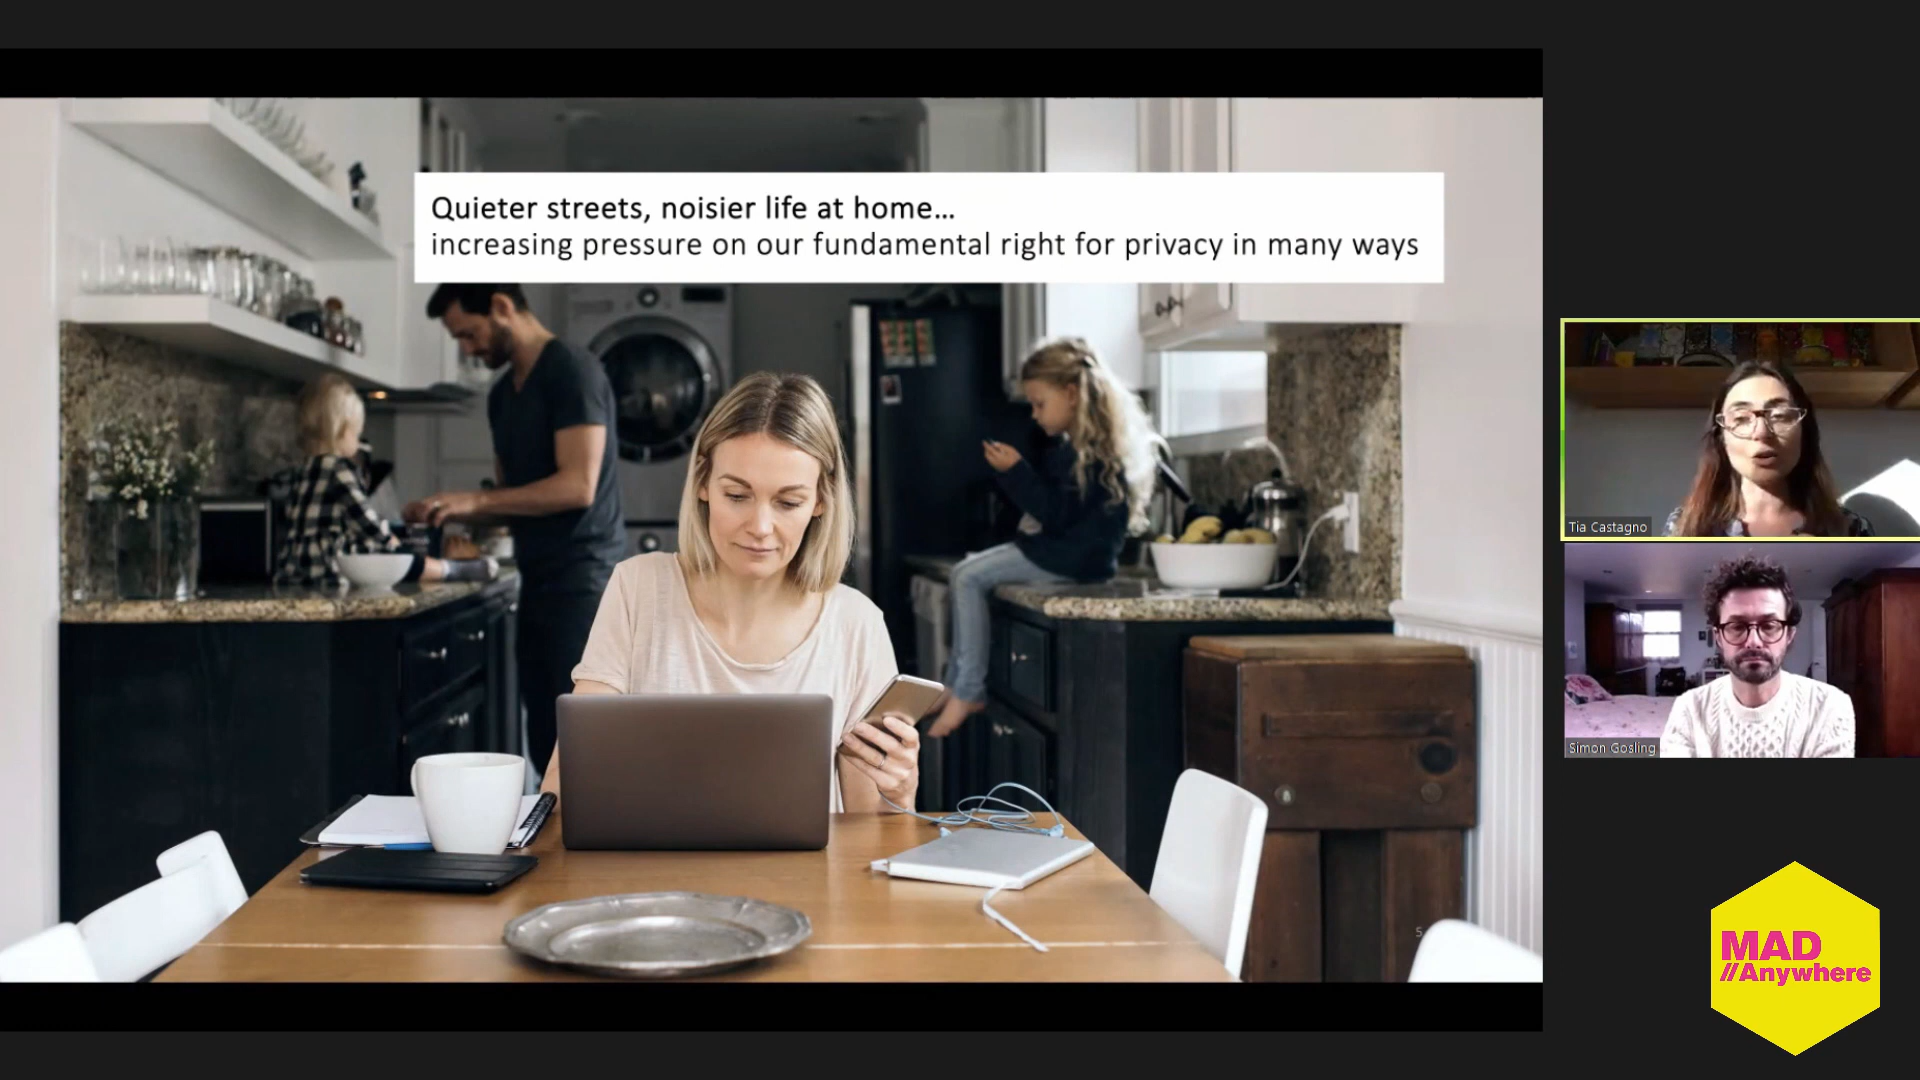 Quieter streets, noisier life at home…
increasing pressure on our fundamental right for privacy in many ways
Tia Castagno
Simon Gosling
5
MAD
//Anywhere